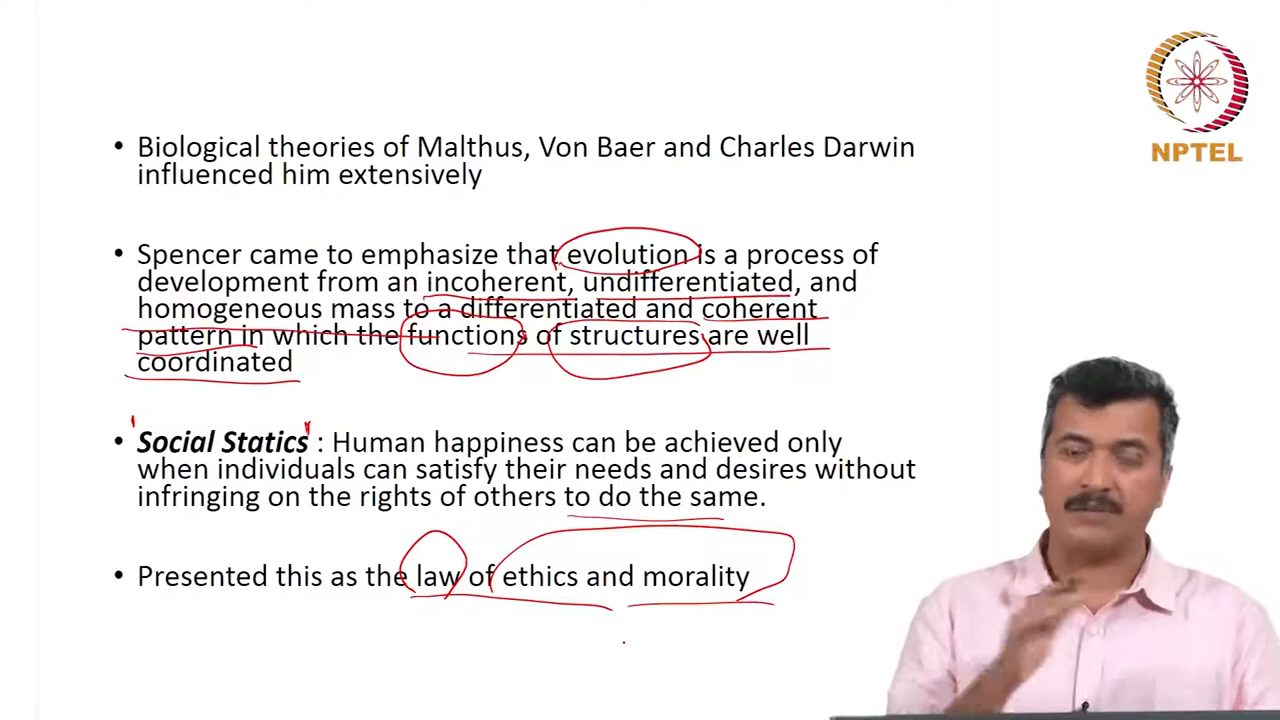 NPTEL
• Biological theories of Malthus, Von Baer and Charles Darwin
influenced him extensively
• Spencer came to emphasize that evolution is a process of
development from an incoherent, undifferentiated, and
homogeneous mass to a differentiated and coherent
pattern in which the functions of structures are well
coordinated
• Social Statics : Human happiness can be achieved only
when individuals can satisfy their needs and desires without
infringing on the rights of others to do the same.
• Presented this as the law of ethics and morality